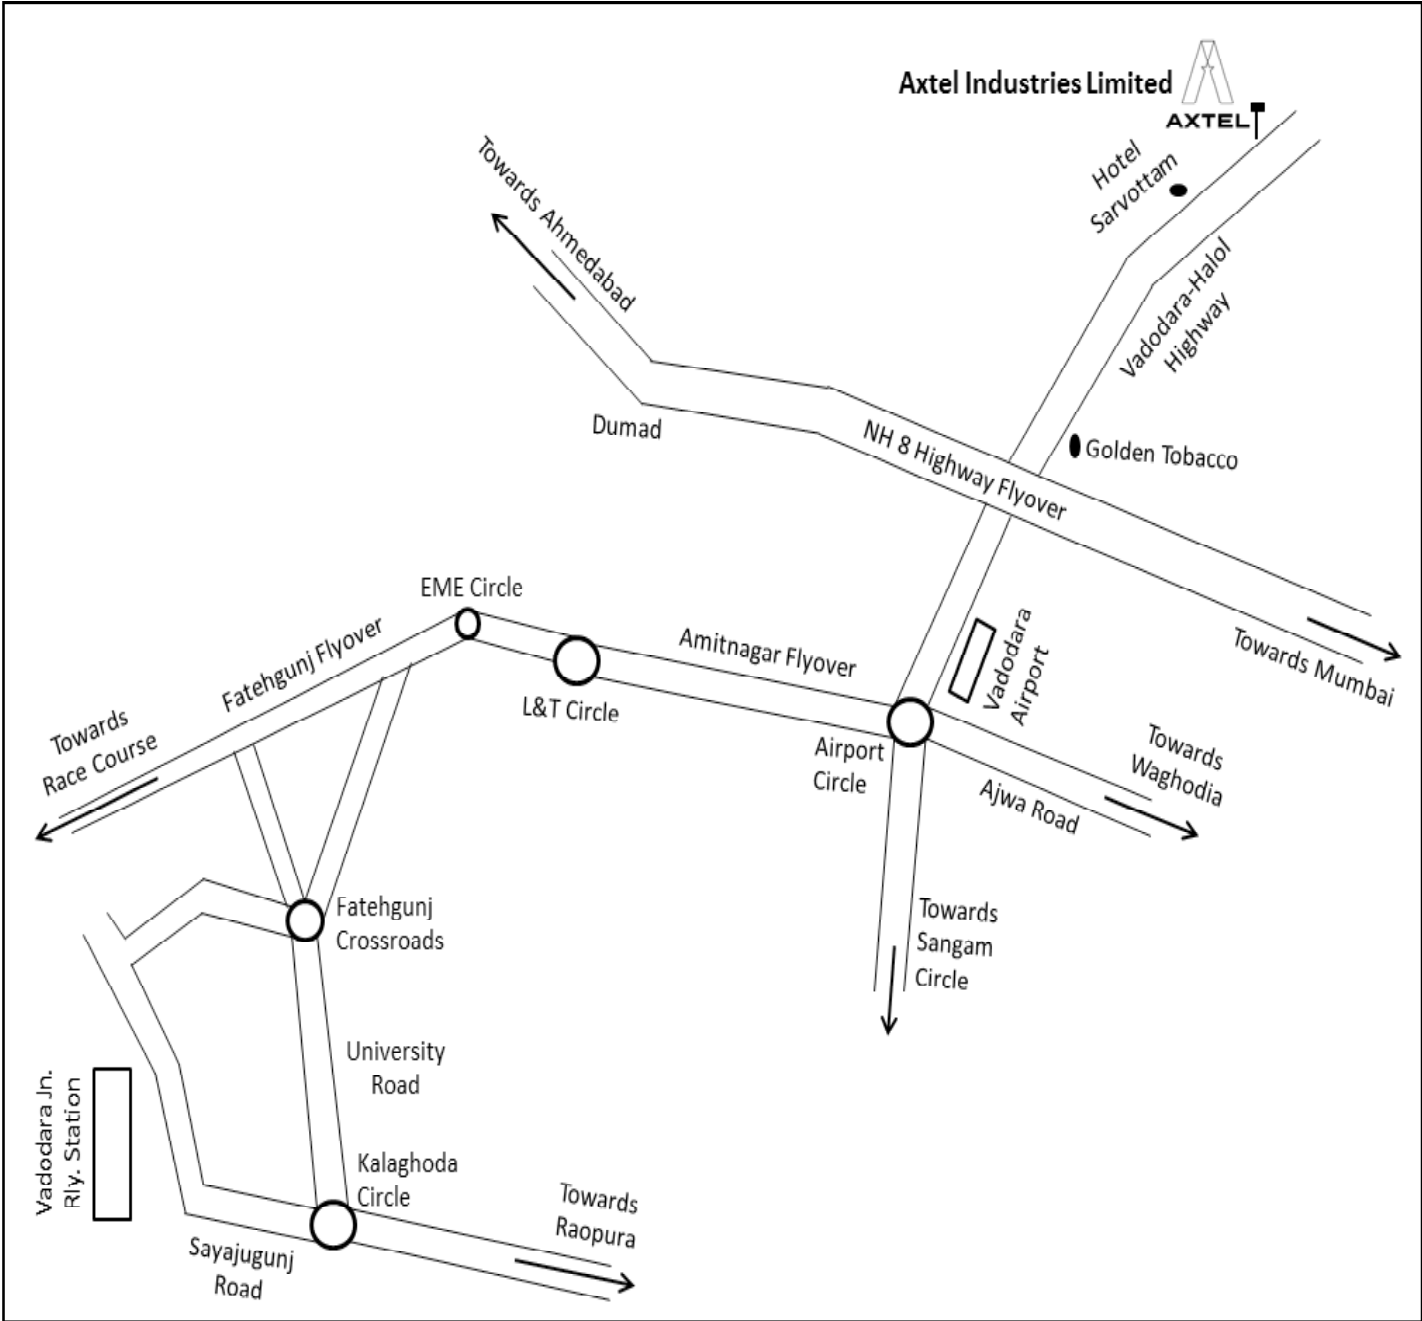 Axtel Industries Limited
AXTEL
Hotel
Sarvottam
Towards Ahmedabad
Vadodara-Halol
Highway
Dumad
NH 8 Highway Flyover
Golden Tobacco
EME Circle
Fatehgunj Flyover
Amitnagar Flyover
Vadodara
Airport
Towards Mumbai
L&T Circle
Towards
Race Course
Airport
Circle
Towards
Waghodia
Ajwa Road
Fatehgunj
Crossroads
Towards
Sangam
Circle
University
Road
Vadodara Jn.
Rly. Station
Kalaghoda
Circle
Towards
Raopura
Sayajugunj
Road